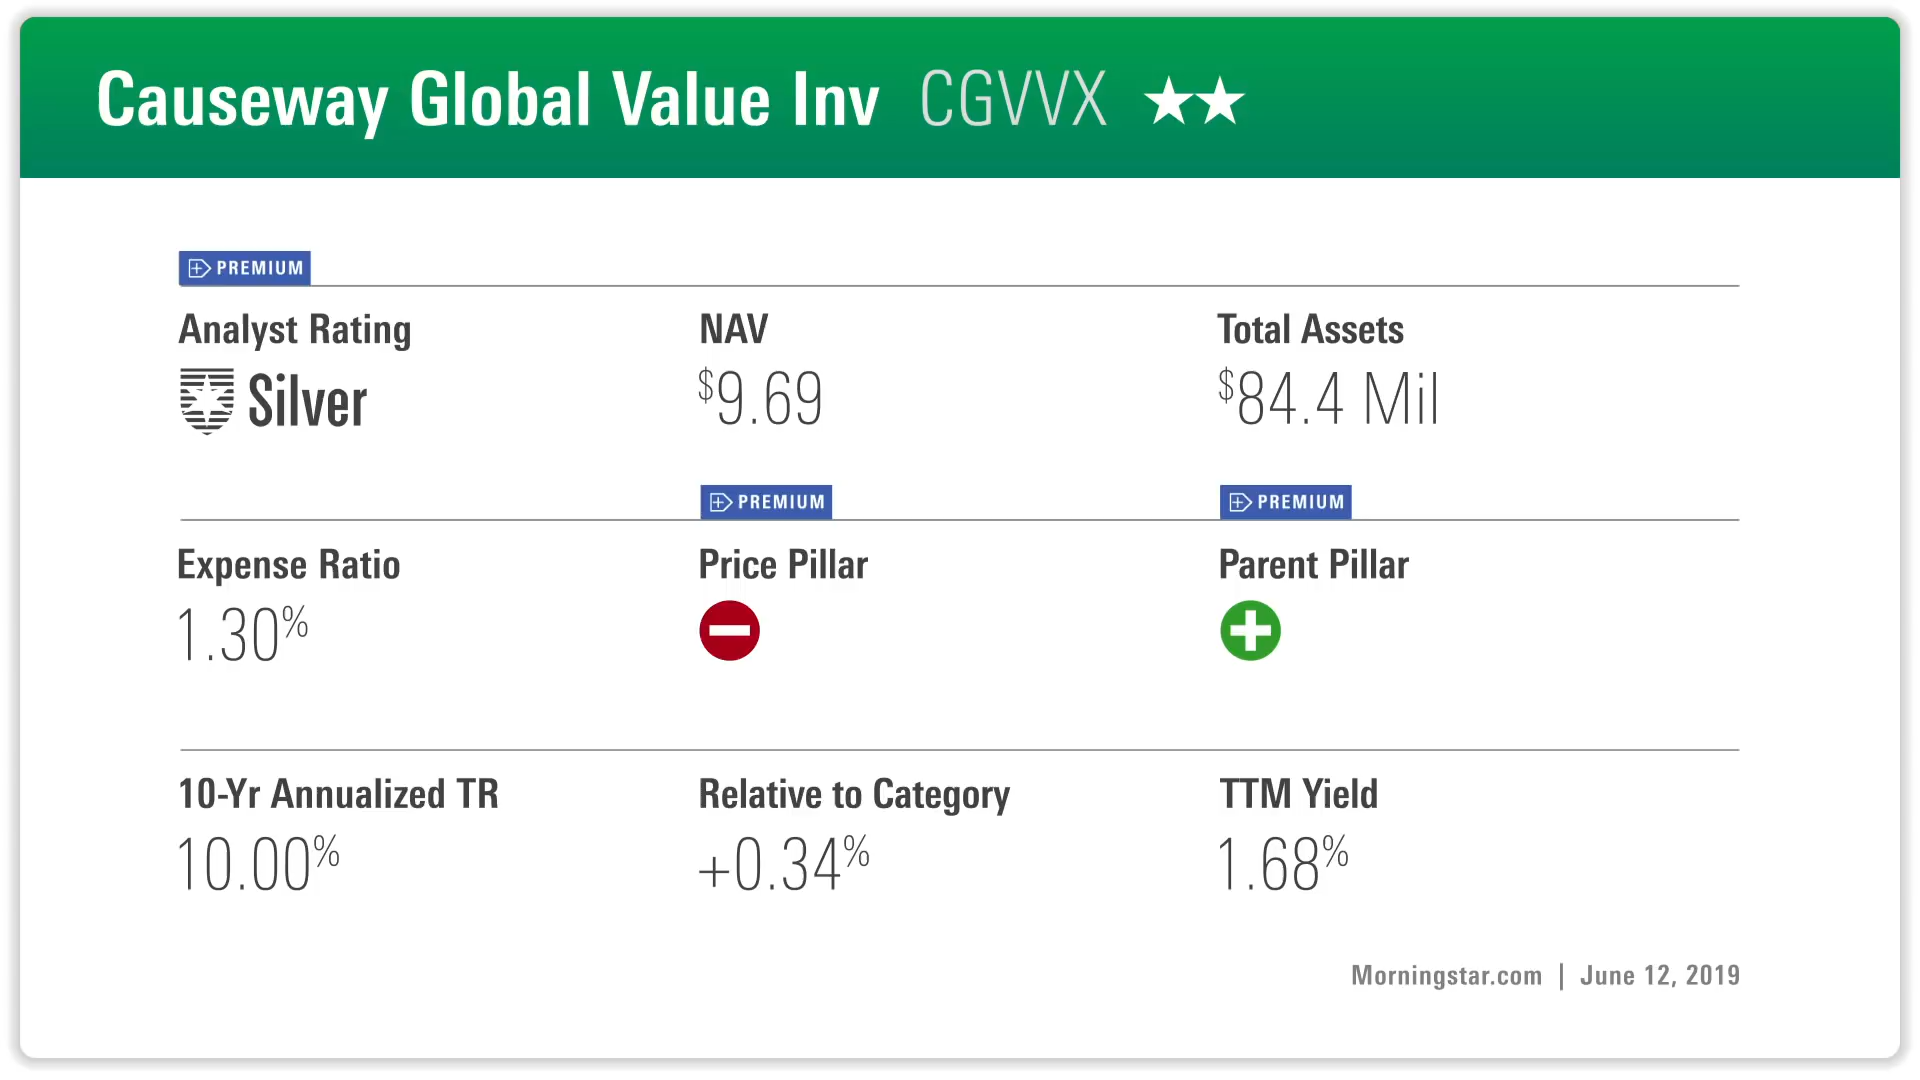 Causeway Global Value Inv CGVVX ★★
PREMIUM
Analyst Rating NAV Total Assets
Silver $9.69 $84.4 Mil
PREMIUM PREMIUM
Expense Ratio Price Pillar Parent Pillar
1.30%
10-Yr Annualized TR Relative to Category TTM Yield
10.00% +0.34% 1.68%
Morningstar.com | June 12, 2019